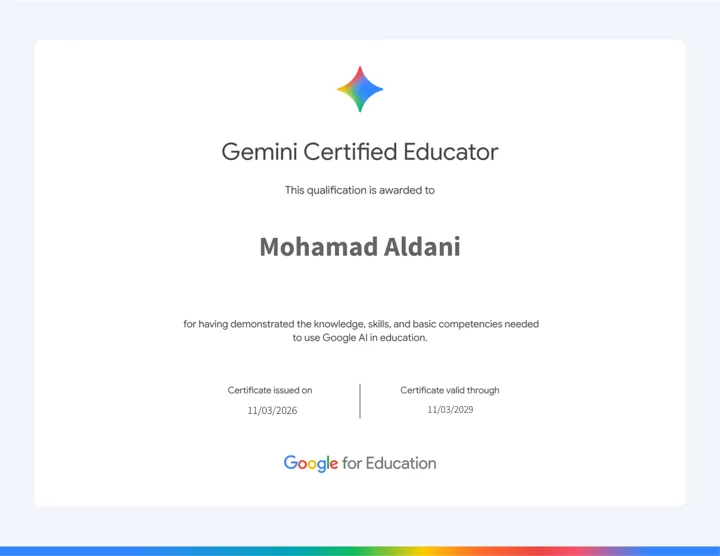 Gemini Certified Educator
This qualification is awarded to
Mohamad Aldani
for having demonstrated the knowledge, skills, and basic competencies needed
to use Google AI in education.
Certificate issued on
11/03/2026
Certificate valid through
11/03/2029
Google for Education